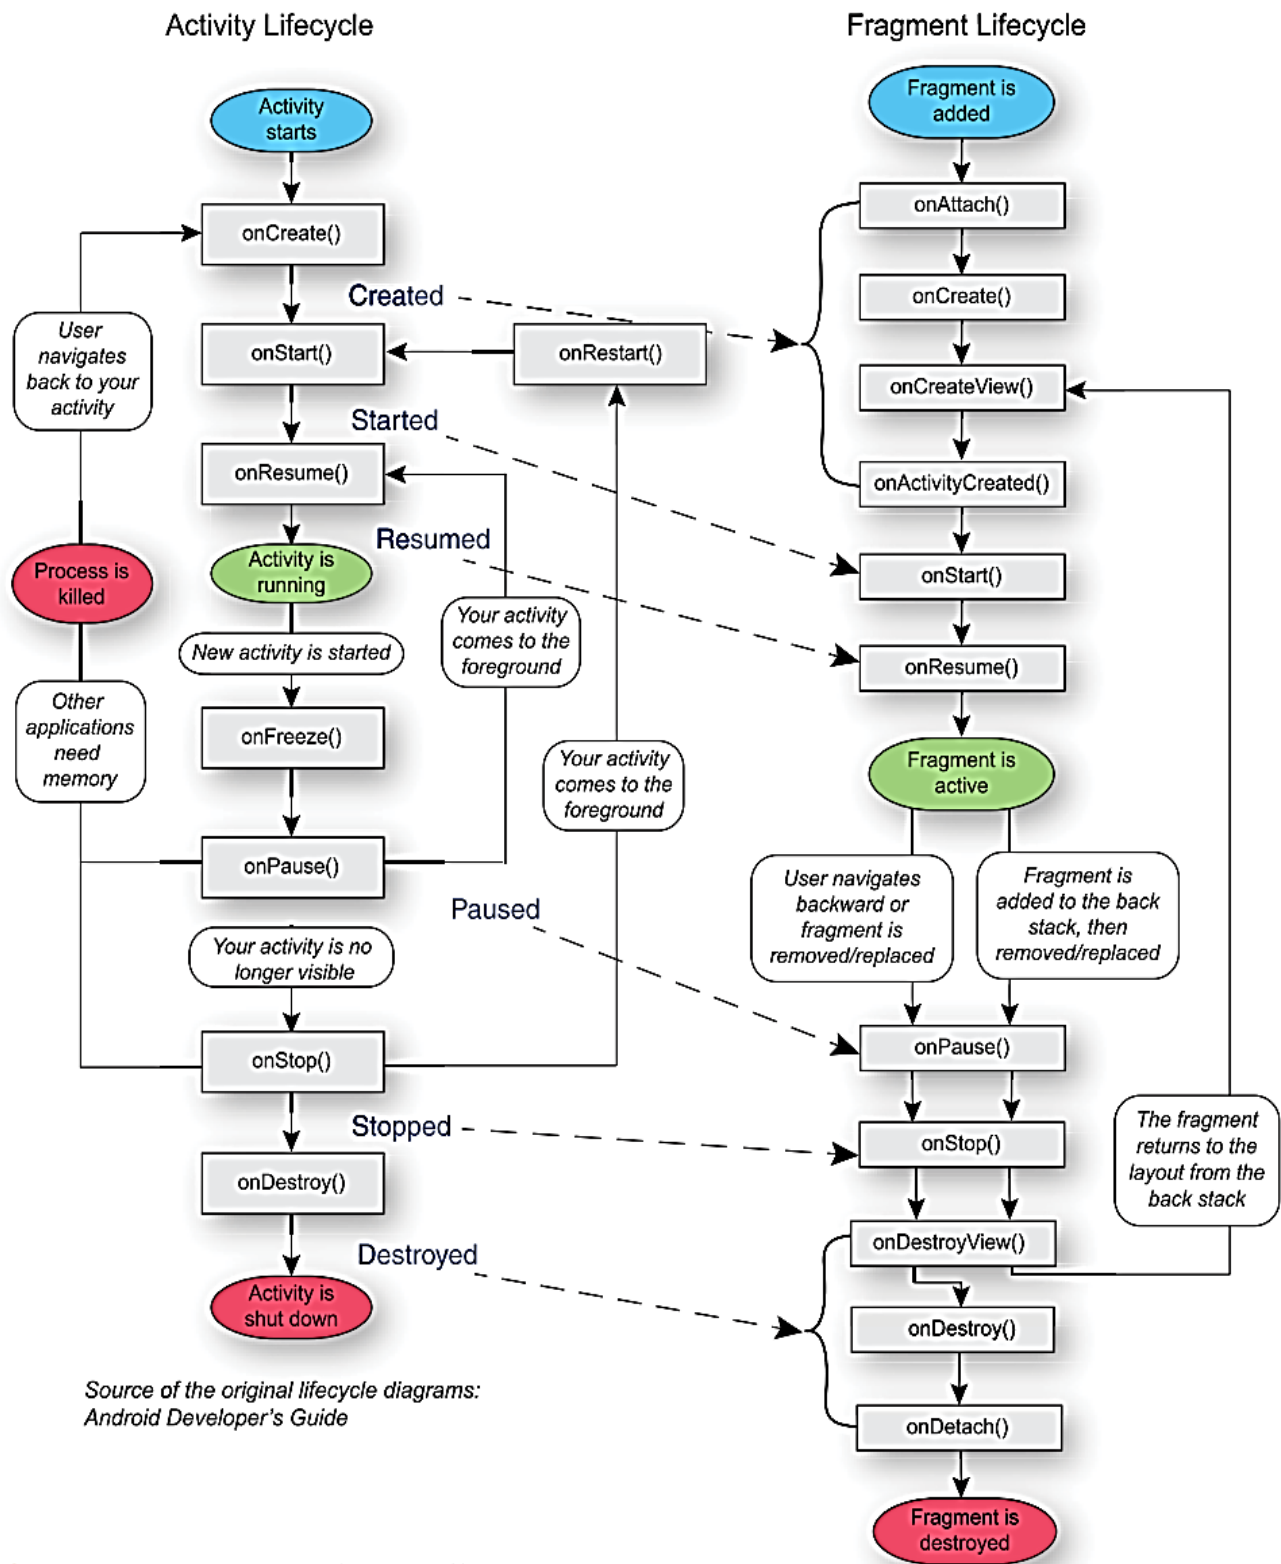 Activity Lifecycle
Activity
starts
onCreate()
Created
onStart()
onRestart()
User
navigates
back to your
activity
Started
onResume()
Resumed
Activity is
running
Process is
killed
New activity is started
Your activity
comes to the
foreground
Other
applications
need
memory
onFreeze()
Your activity
comes to the
foreground
onPause()
Paused
Your activity is no
longer visible
onStop()
Stopped
onDestroy()
Destroyed
Activity is
shut down
Source of the original lifecycle diagrams:
Android Developer's Guide
Fragment Lifecycle
Fragment is
added
onAttach()
onCreate()
onCreateView()
onActivityCreated()
onStart()
onResume()
Fragment is
active
User navigates
backward or
fragment is
removed/replaced
Fragment is
added to the back
stack, then
removed/replaced
onPause()
onStop()
The fragment
returns to the
layout from the
back stack
onDestroyView()
onDestroy()
onDetach()
Fragment is
destroyed